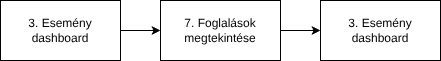 3. Esemény
dashboard
7. Foglalások
megtekintése
3. Esemény
dashboard